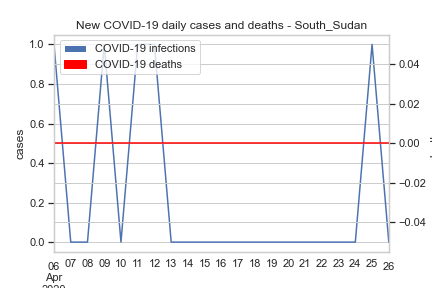 New COVID-19 daily cases and deaths - South_Sudan
COVID-19 infections
COVID-19 deaths
cases
1.0
0.8
0.6
0.4
0.2
0.0
0.04
0.02
0.00
−0.02
−0.04
06 07 08 09 10 11 12 13 14 15 16 17 18 19 20 21 22 23 24 25 26
Apr
2020